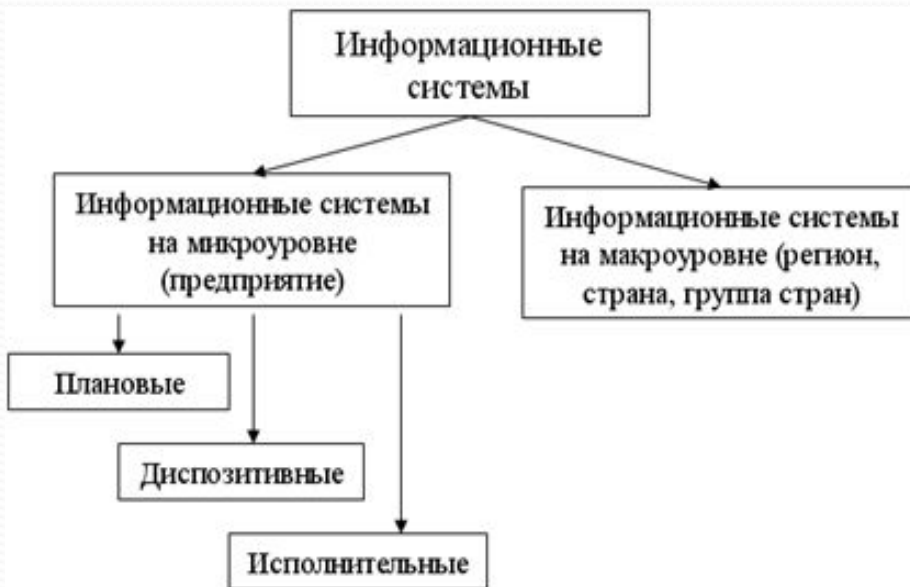 Информационные
системы
Информационные системы
на микроуровне
(предприятие)
Информационные системы
на макроуровне (регион,
страна, группа стран)
Плановые
Диспозитивные
Исполнительные